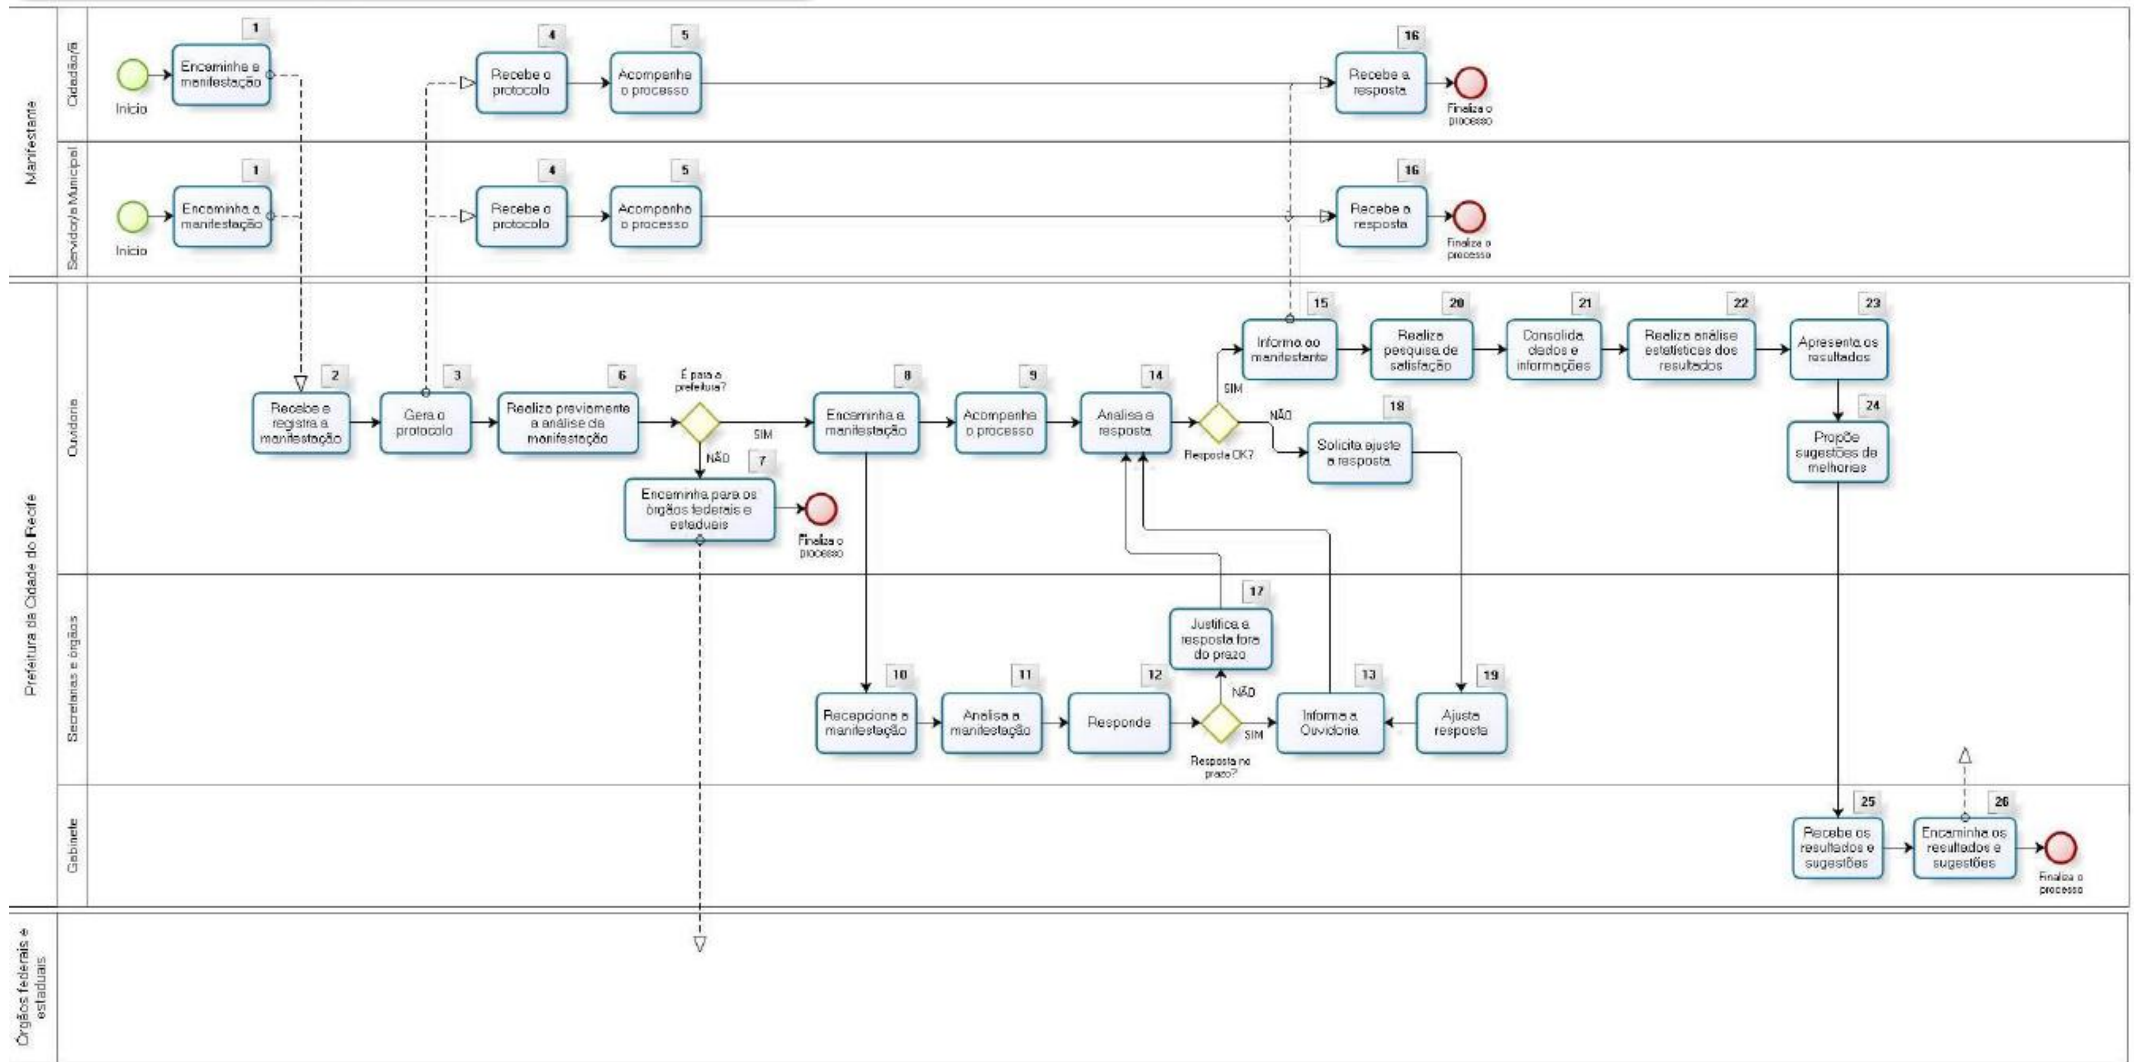 Manifestante
Cidadão/ã
Início
1
Encaminha a
manifestação
4
Recebe o
protocolo
5
Acompanha
o processo
16
Recebe a
resposta
Finaliza o
processo
Servidor/a Municipal
Início
1
Encaminha a
manifestação
4
Recebe o
protocolo
5
Acompanha
o processo
16
Recebe a
resposta
Finaliza o
processo
Prefeitura da Cidade do Recife
Ouvidoria
2
Recebe e
registra a
manifestação
3
Gera o
protocolo
6
Realiza previamente
a análise da
manifestação
É para a
prefeitura?
SIM
NÃO
7
Encaminha para os
órgãos federais e
estaduais
Finaliza o
processo
8
Encaminha a
manifestação
9
Acompanha
o processo
14
Analisa a
resposta
Resposta OK?
SIM
NÃO
15
Informa ao
manifestante
18
Solicita ajuste
a resposta
20
Realiza
pesquisa de
satisfação
21
Consolida
dados e
informações
22
Realiza análise
estatísticas dos
resultados
23
Apresenta os
resultados
24
Propõe
sugestões de
melhorias
Secretarias e órgãos
10
Recepciona a
manifestação
11
Analisa a
manifestação
12
Responde
Resposta no
prazo?
NÃO
SIM
17
Justifica a
resposta fora
do prazo
13
Informa a
Ouvidoria
19
Ajusta
resposta
Gabinete
25
Recebe os
resultados e
sugestões
26
Encaminha os
resultados e
sugestões
Finaliza o
processo
Órgãos federais e
estaduais